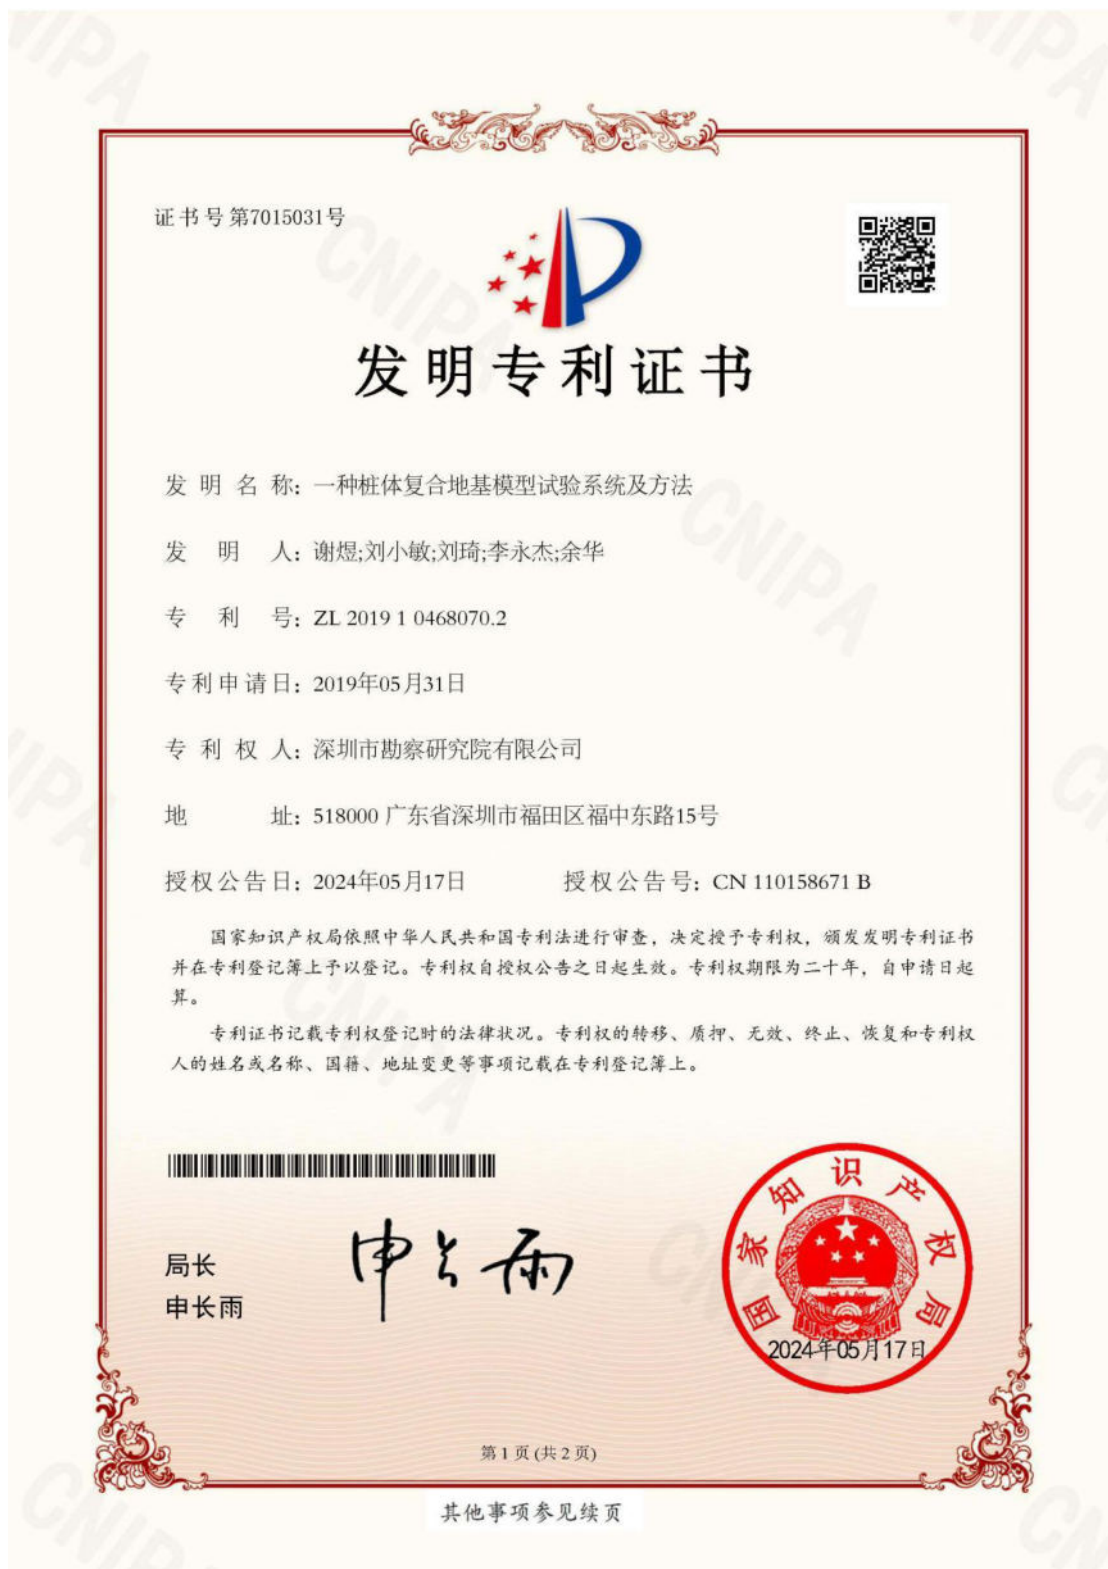 证书号第7015031号
发明专利证书
发明名称：一种桩体复合地基模型试验系统及方法
发明人：谢煜;刘小敏;刘琦;李永杰;余华
专利号：ZL 2019 1 0468070.2
专利申请日：2019年05月31日
专利权人：深圳市勘察研究院有限公司
地址：518000 广东省深圳市福田区福中东路15号
授权公告日：2024年05月17日 授权公告号：CN 110158671 B
国家知识产权局依照中华人民共和国专利法进行审查，决定授予专利权，颁发发明专利证书
并在专利登记簿上予以登记。专利权自授权公告之日起生效。专利权期限为二十年，自申请日起
算。
专利证书记载专利权登记时的法律状况。专利权的转移、质押、无效、终止、恢复和专利权
人的姓名或名称、国籍、地址变更等事项记载在专利登记簿上。
局长
申长雨
申长雨
国家知识产权局
2024年05月17日
第 1 页 (共 2 页)
其他事项参见续页
CNIPA